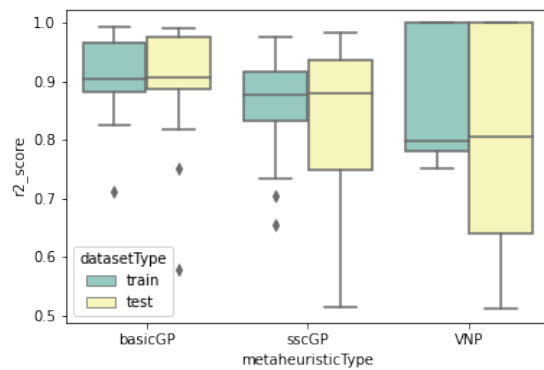 1.0
0.9
0.8
0.7
0.6
0.5
r2_score
datasetType
train
test
basicGP
sscGP
VNP
metaheuristicType